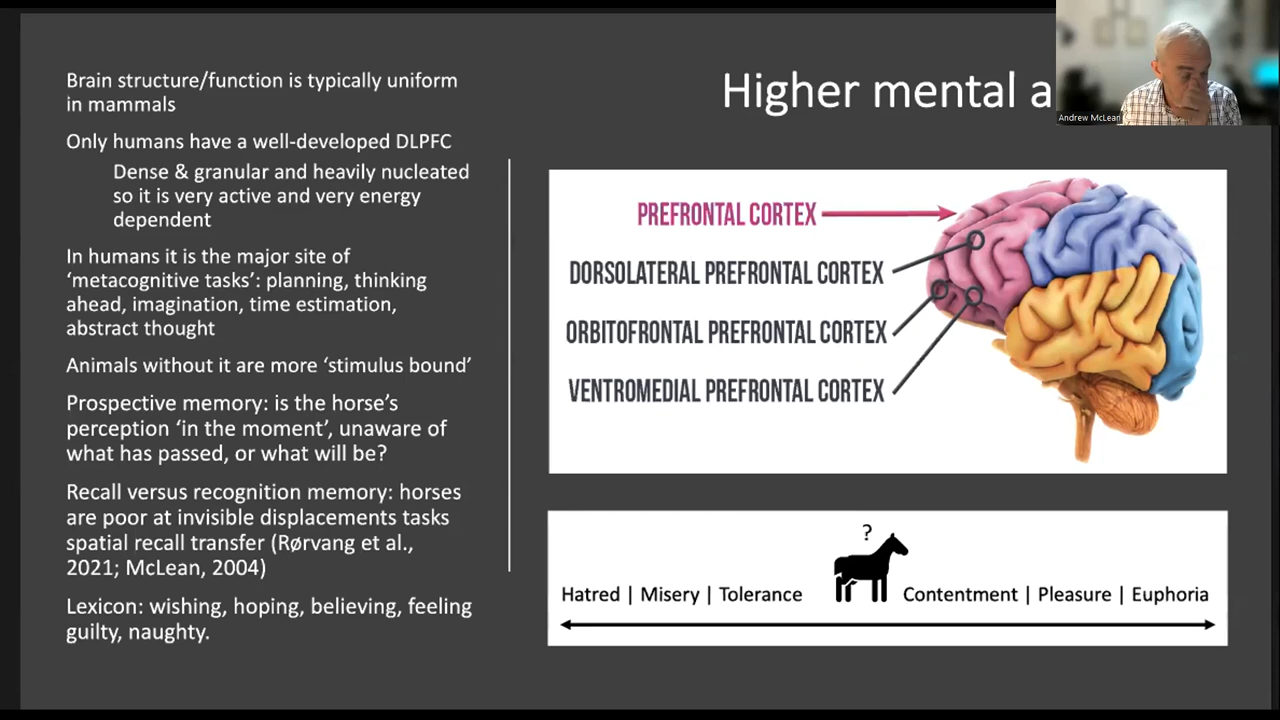 Brain structure/function is typically uniform
in mammals
Only humans have a well-developed DLPFC
Dense & granular and heavily nucleated
so it is very active and very energy
dependent
In humans it is the major site of
‘metacognitive tasks’: planning, thinking
ahead, imagination, time estimation,
abstract thought
Animals without it are more ‘stimulus bound’
Prospective memory: is the horse’s
perception ‘in the moment’, unaware of
what has passed, or what will be?
Recall versus recognition memory: horses
are poor at invisible displacements tasks
spatial recall transfer (Rørvang et al.,
2021; McLean, 2004)
Lexicon: wishing, hoping, believing, feeling
guilty, naughty.
Higher mental a
Andrew McLean
PREFRONTAL CORTEX
DORSOLATERAL PREFRONTAL CORTEX
ORBITOFRONTAL PREFRONTAL CORTEX
VENTROMEDIAL PREFRONTAL CORTEX
?
Hatred | Misery | Tolerance
Contentment | Pleasure | Euphoria